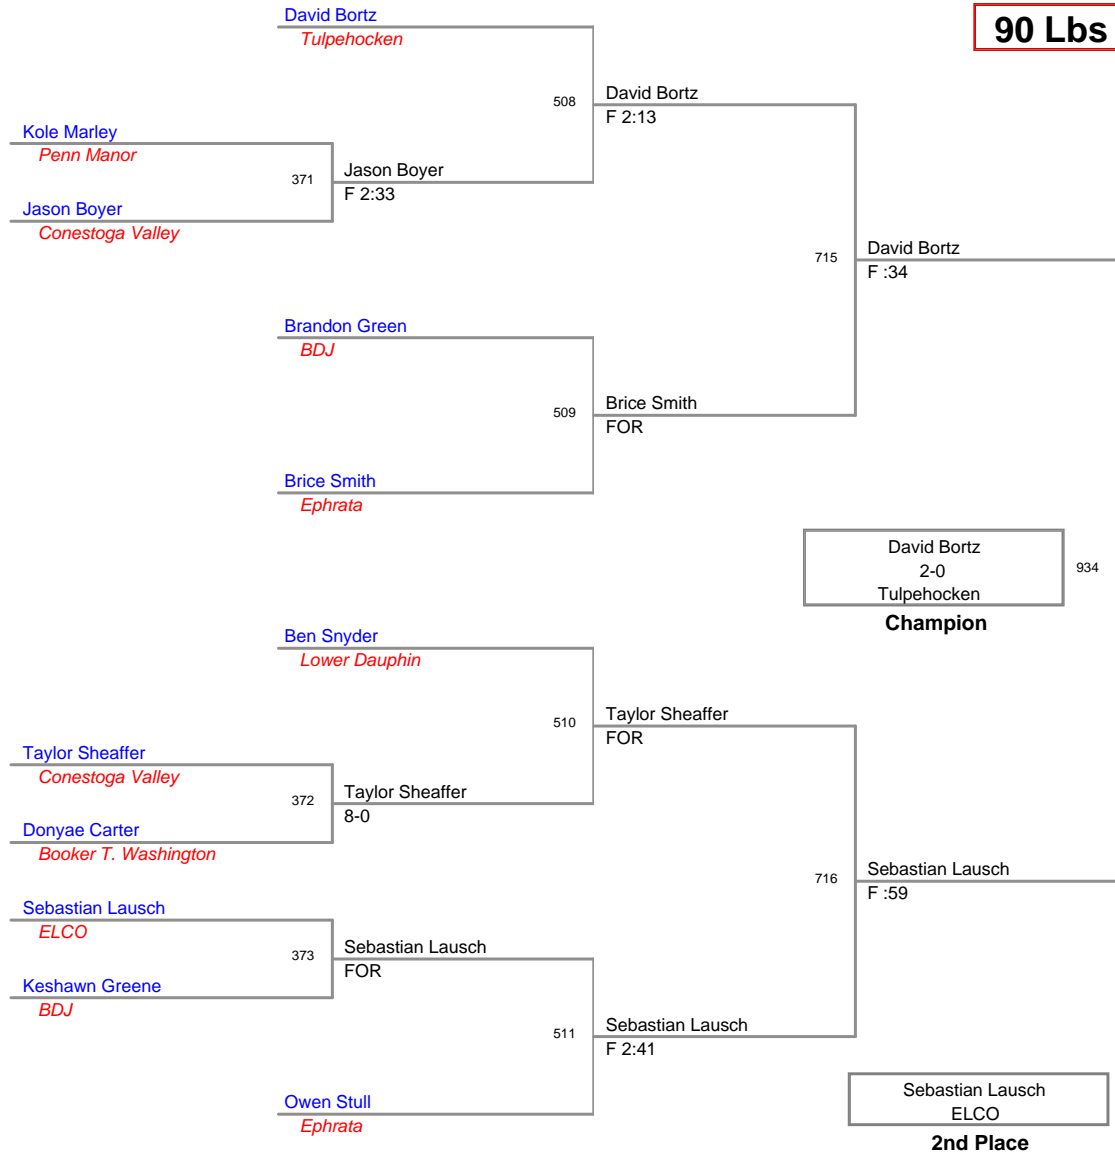 David Bortz
Tulpehocken
90 Lbs
508
David Bortz
F 2:13
Kole Marley
Penn Manor
371
Jason Boyer
F 2:33
Jason Boyer
Conestoga Valley
715
David Bortz
F :34
Brandon Green
BDJ
509
Brice Smith
FOR
Brice Smith
Ephrata
David Bortz
2-0
Tulpehocken
934
Champion
Ben Snyder
Lower Dauphin
510
Taylor Sheaffer
FOR
Taylor Sheaffer
Conestoga Valley
372
Taylor Sheaffer
8-0
Donyae Carter
Booker T. Washington
716
Sebastian Lausch
F :59
Sebastian Lausch
ELCO
373
Sebastian Lausch
FOR
Keshawn Greene
BDJ
511
Sebastian Lausch
F 2:41
Owen Stull
Ephrata
Sebastian Lausch
ELCO
2nd Place